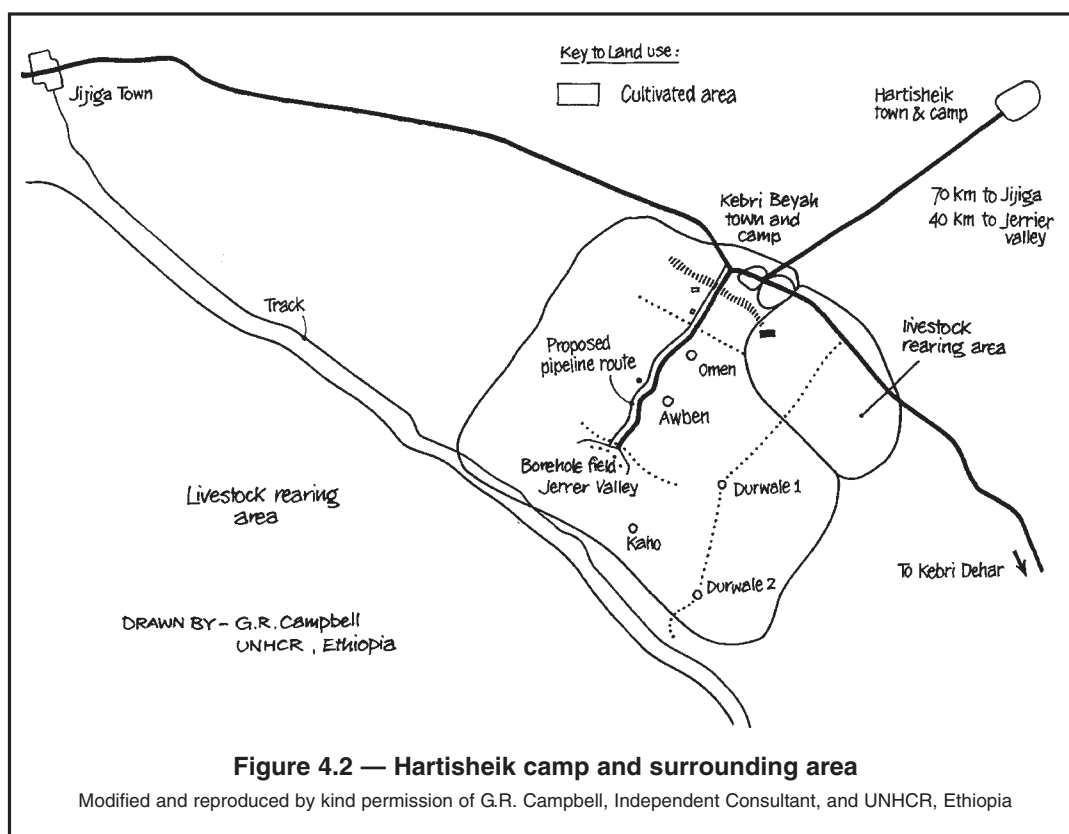 Jijiga Town
Key to Land use:
Cultivated area
Hartisheik
town & camp
70 km to Jijiga
40 km to Jerrier
valley
Kebri Beyah
town and
camp
Track
Proposed
pipeline route
Omen
Awben
livestock
rearing area
Borehole field
Jerrer Valley
Durwale 1
Livestock rearing
area
Kaho
Durwale 2
To Kebri Dehar
DRAWN BY - G.R. Campbell
UNHCR, Ethiopia
Figure 4.2 — Hartisheik camp and surrounding area
Modified and reproduced by kind permission of G.R. Campbell, Independent Consultant, and UNHCR, Ethiopia